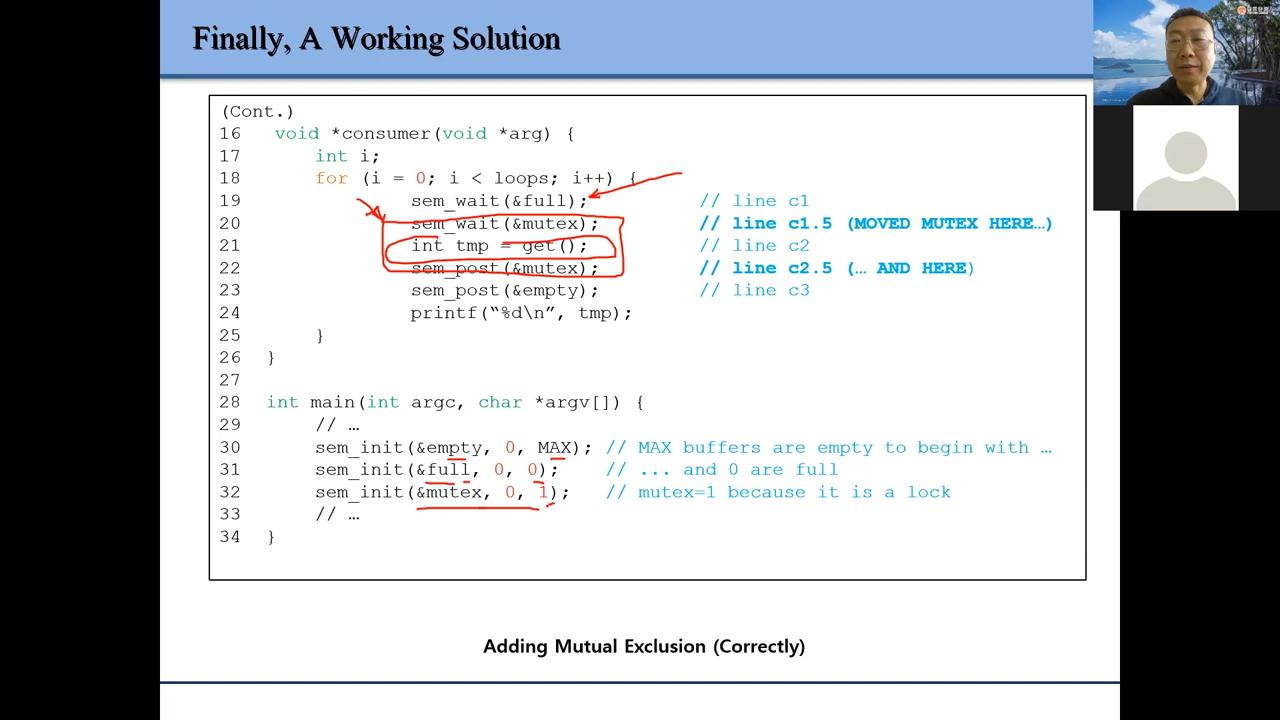 Finally, A Working Solution
(Cont.)
16 void *consumer(void *arg) {
17 int i;
18 for (i = 0; i < loops; i++) {
19 sem_wait(&full); // line c1
20 sem_wait(&mutex); // line c1.5 (MOVED MUTEX HERE…)
21 int tmp = get(); // line c2
22 sem_post(&mutex); // line c2.5 (… AND HERE)
23 sem_post(&empty); // line c3
24 printf(“%d\n”, tmp);
25 }
26 }
27
28 int main(int argc, char *argv[]) {
29 // …
30 sem_init(&empty, 0, MAX); // MAX buffers are empty to begin with …
31 sem_init(&full, 0, 0); // ... and 0 are full
32 sem_init(&mutex, 0, 1); // mutex=1 because it is a lock
33 // …
34 }
Adding Mutual Exclusion (Correctly)